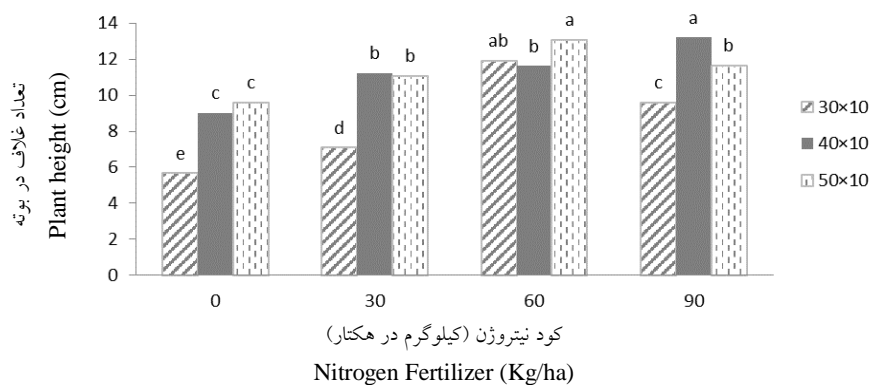 14
12
10
8
6
4
2
0
تعداد غلاف در بوته
Plant height (cm)
e
c
c
d
b
b
ab
b
a
c
a
b
30×10
40×10
50×10
0
30
60
90
کود نیتروژن (کیلوگرم در هکتار)
Nitrogen Fertilizer (Kg/ha)